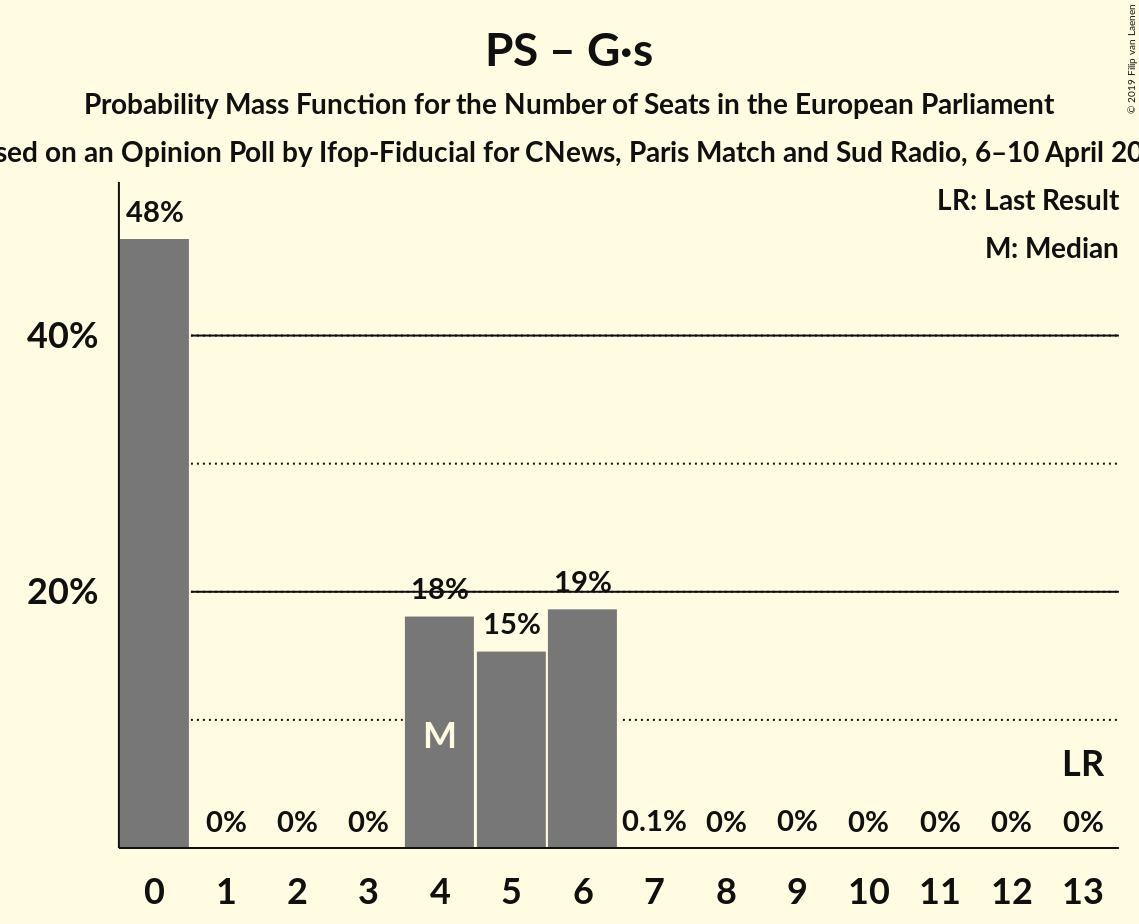 PS – G·s
Probability Mass Function for the Number of Seats in the European Parliament
sed on an Opinion Poll by Ifop-Fiducial for CNews, Paris Match and Sud Radio, 6–10 April 20
© 2019 Filip van Laenen
LR: Last Result
M: Median
48%
40%
20%
18%
15%
19%
M
LR
0%
0%
0%
0.1%
0%
0%
0%
0%
0%
0%
0 1 2 3 4 5 6 7 8 9 10 11 12 13